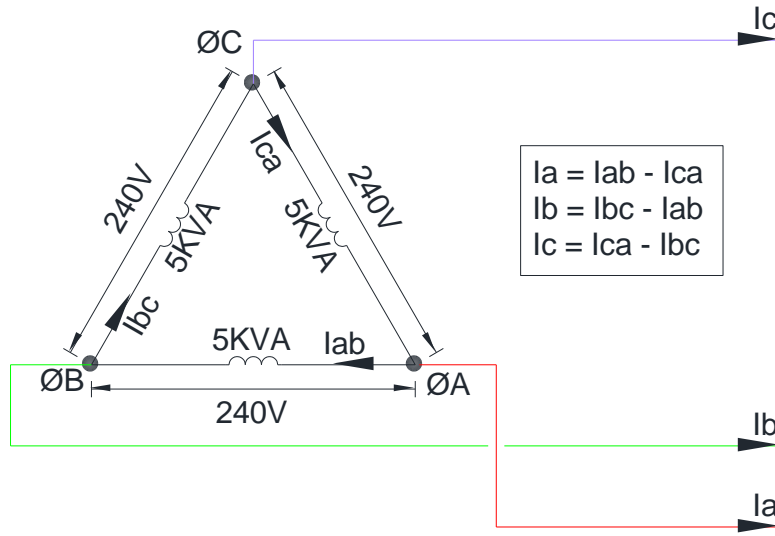 Ic
ØC
Ica
240V
240V
5KVA
5KVA
Ia = Iab - Ica
Ib = Ibc - Iab
Ic = Ica - Ibc
Ibc
5KVA
Iab
ØB
ØA
240V
Ib
Ia